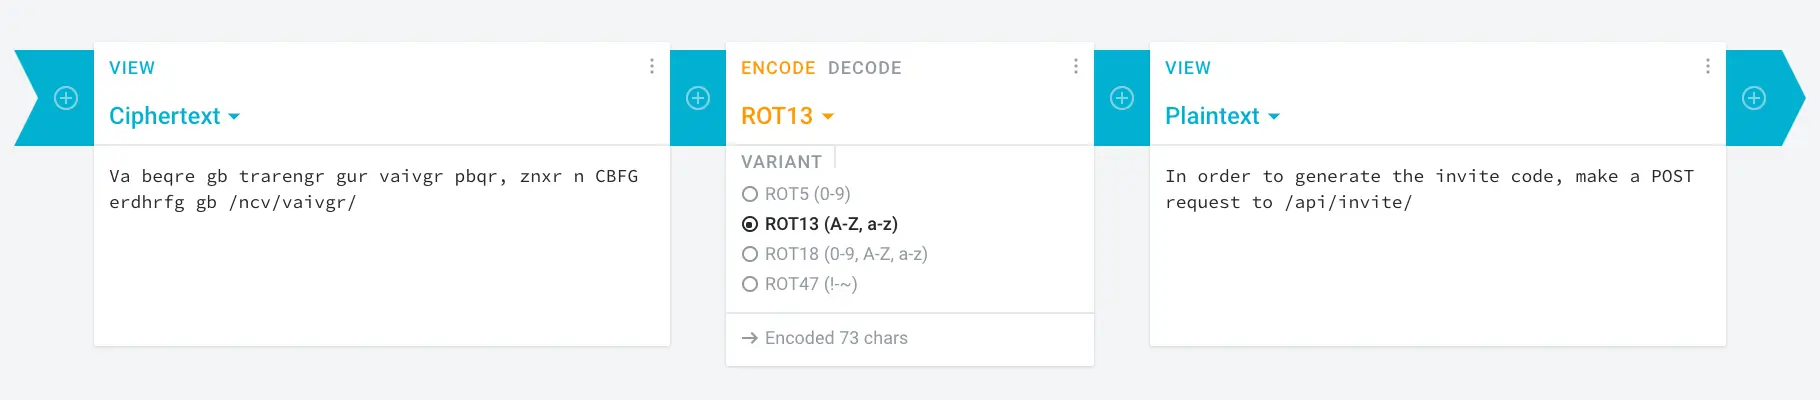 VIEW
Ciphertext
Va beqre gb trarengr gur vaivgr pbqr, znxr n CBFG
erdhrfg gb /ncv/vaivgr/
ENCODE DECODE
ROT13
VARIANT
ROT5 (0-9)
ROT13 (A-Z, a-z)
ROT18 (0-9, A-Z, a-z)
ROT47 (!-~)
→ Encoded 73 chars
VIEW
Plaintext
In order to generate the invite code, make a POST
request to /api/invite/